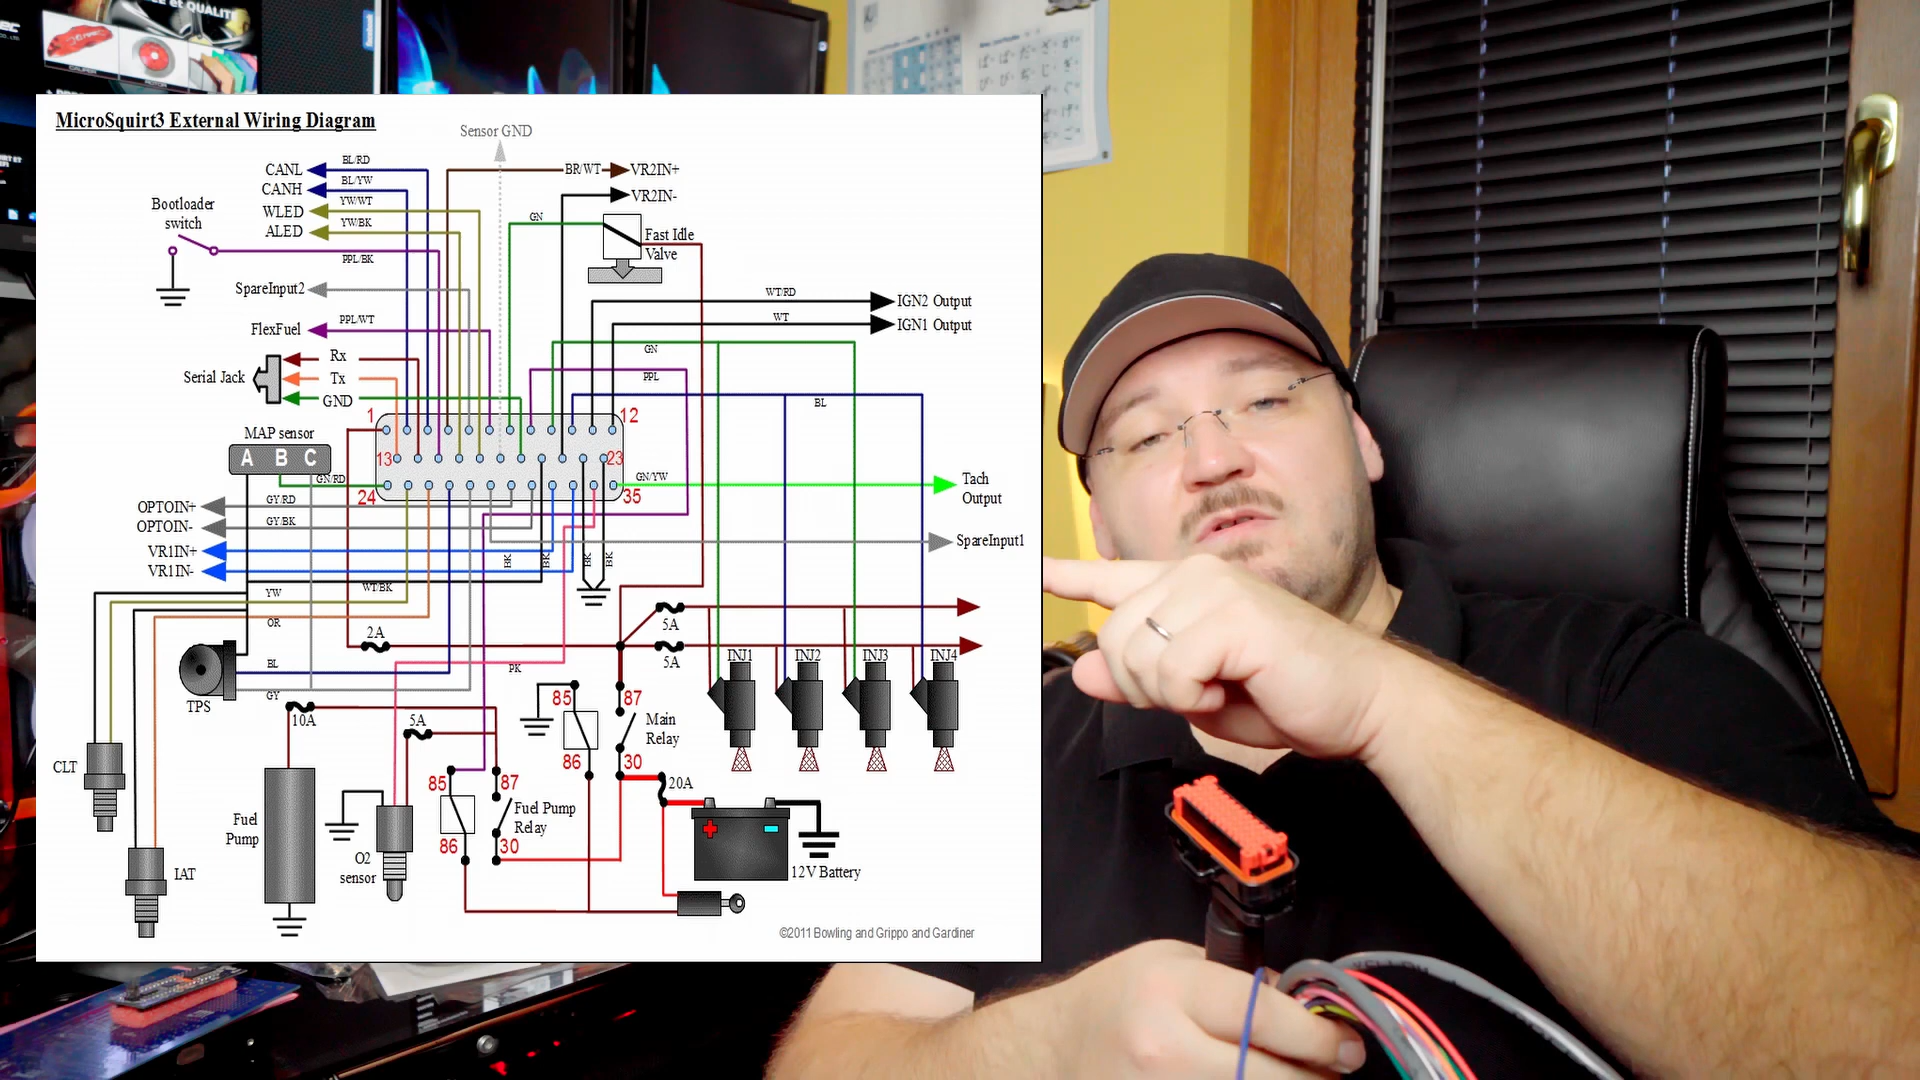 et QUALITÉ
MicroSquirt3 External Wiring Diagram
Sensor GND
CANL
BL/RD
BR/WT
VR2IN+
CANH
BL/YW
VR2IN-
WLED
YW/WT
ALED
YW/BK
Bootloader
switch
PPL/BK
GN
Fast Idle
Valve
SpareInput2
WT/RD
IGN2 Output
FlexFuel
PPL/WT
WT
IGN1 Output
Serial Jack
Rx
Tx
GND
GN
PPL
BL
1
12
MAP sensor
A B C
13
23
GN/RD
24
35
GN/YW
Tach
Output
OPTOIN+
GY/RD
OPTOIN-
GY/BK
SpareInput1
VR1IN+
VR1IN-
BK
BK
BK
BK
YW
WT/BK
OR
2A
5A
5A
INJ1
INJ2
INJ3
INJ4
BL
PK
GY
TPS
10A
5A
85
87
Main
Relay
86
30
20A
CLT
85
87
Fuel Pump
Relay
86
30
Fuel
Pump
O2
sensor
IAT
12V Battery
©2011 Bowling and Grippo and Gardiner
YELLOW